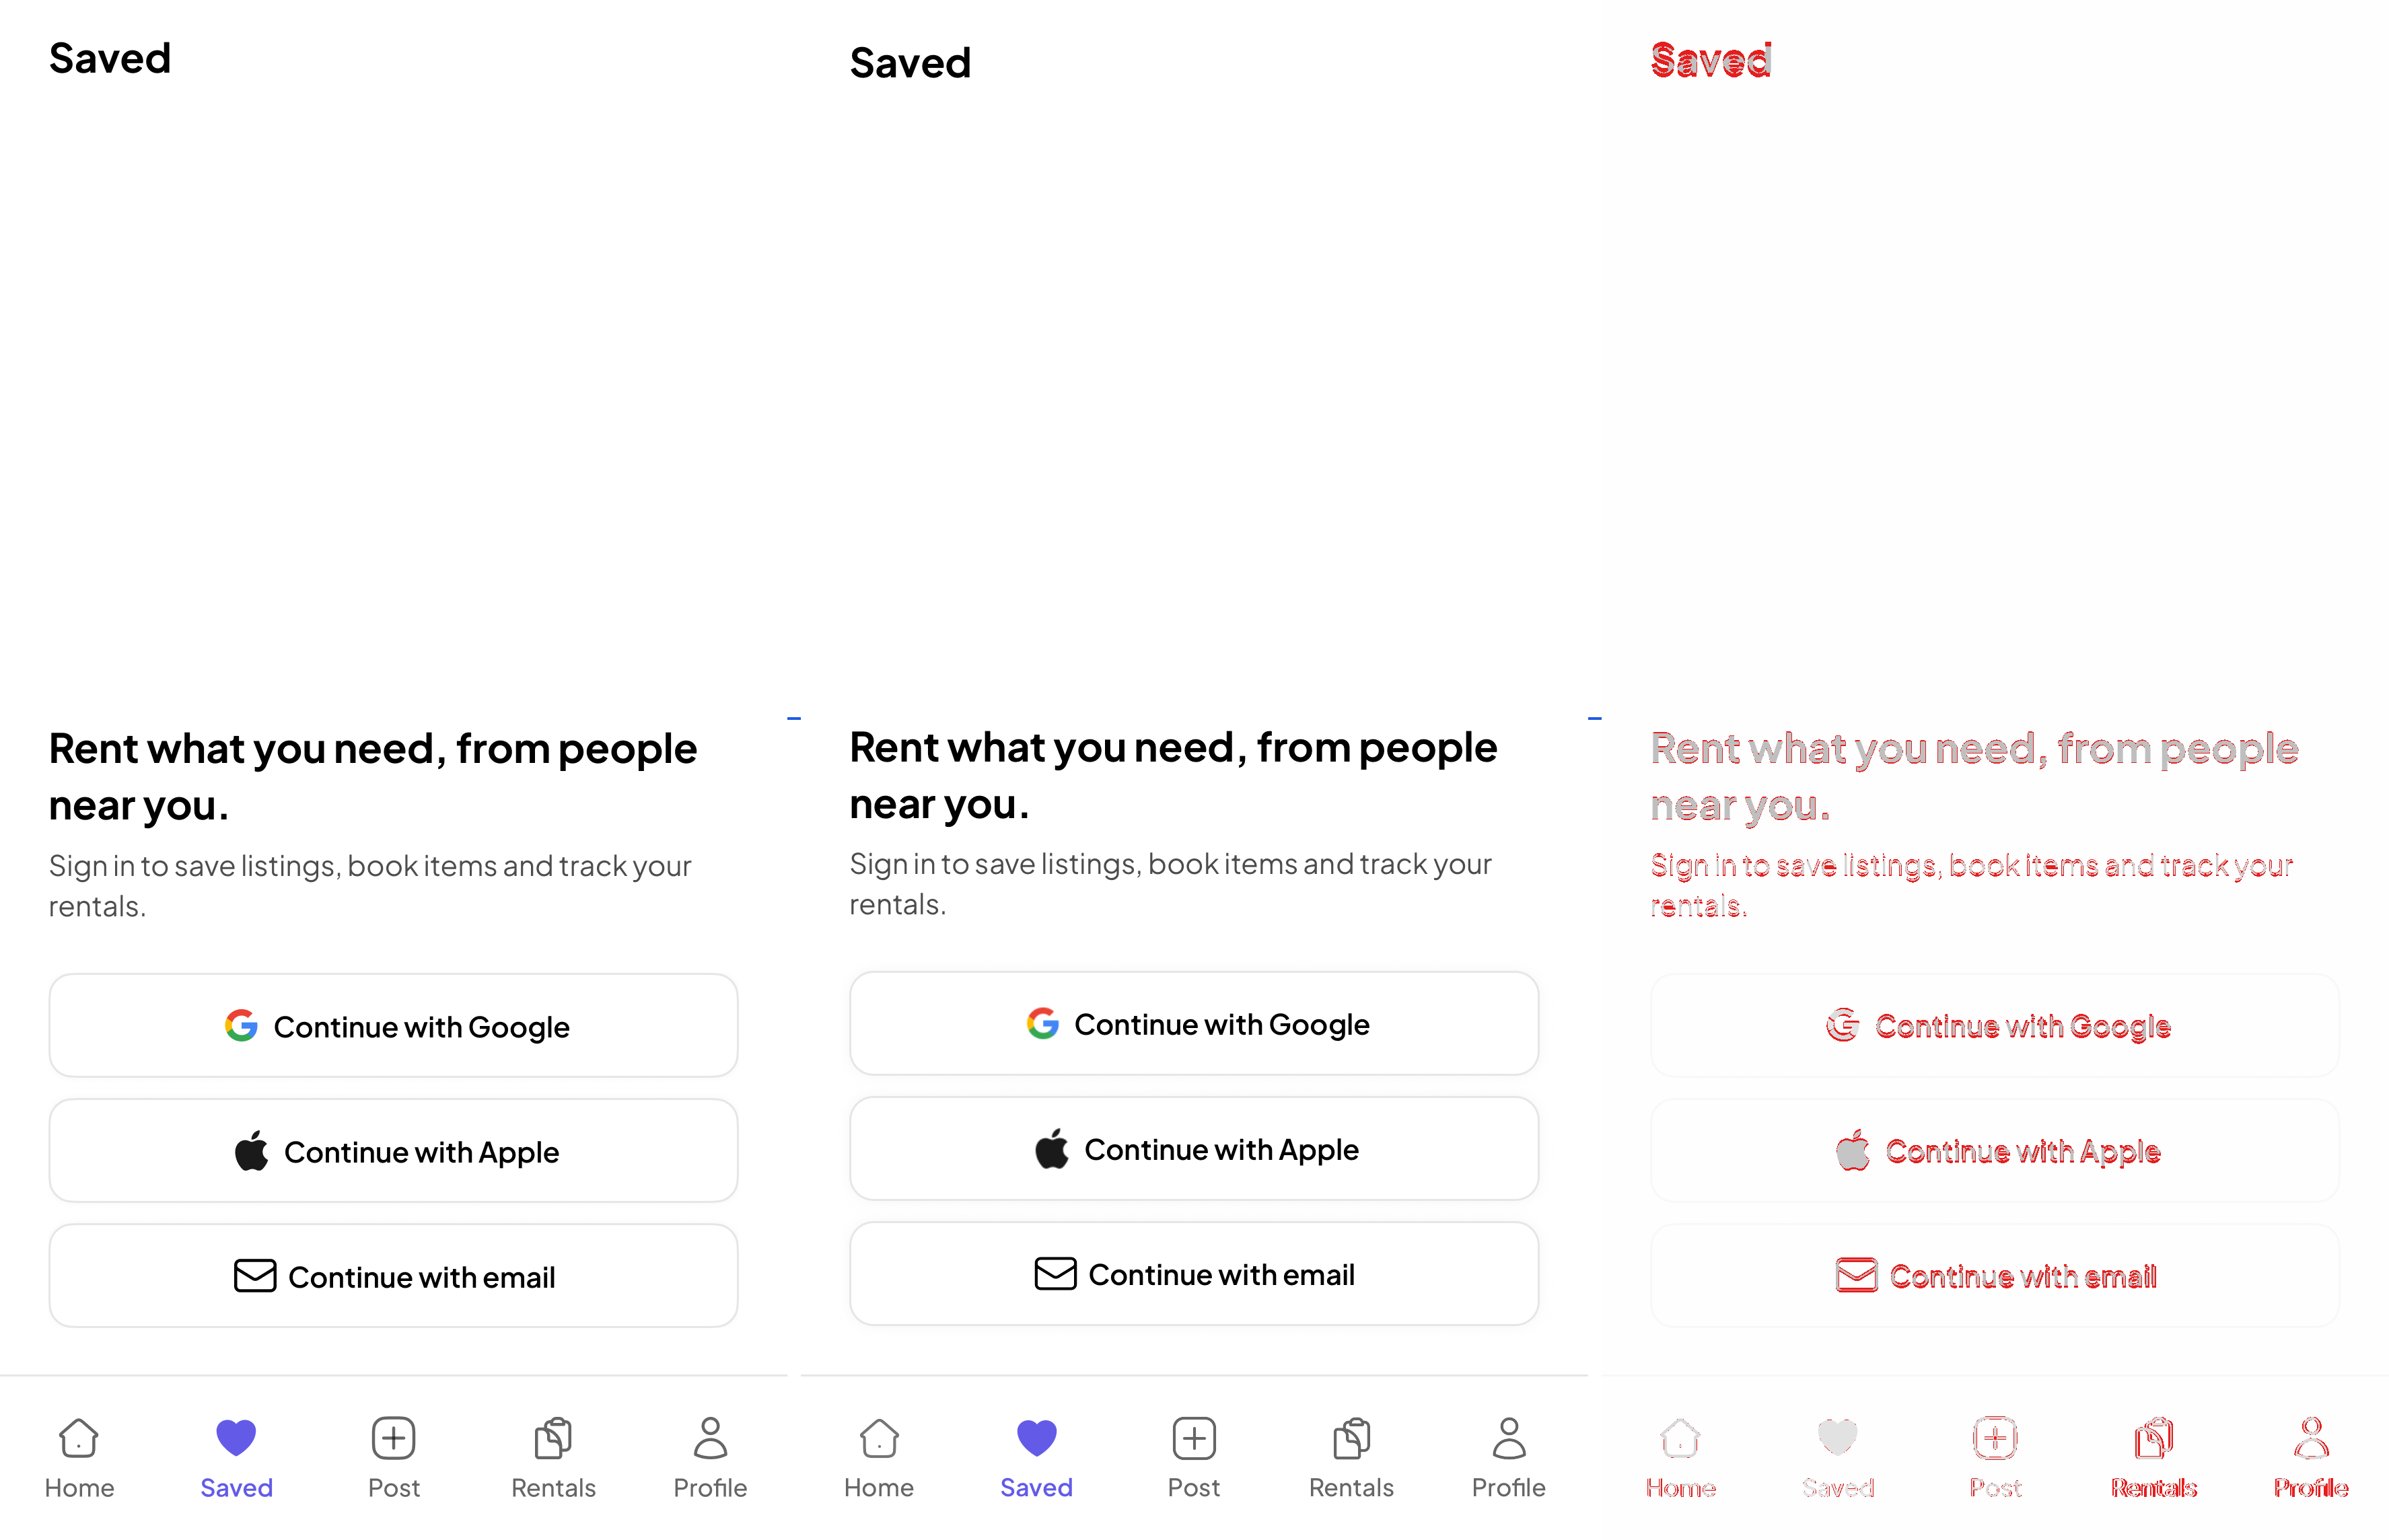 Saved
Rent what you need, from people
near you.
Sign in to save listings, book items and track your
rentals.
Continue with Google
Continue with Apple
Continue with email
Home Saved Post Rentals Profile
Saved
Rent what you need, from people
near you.
Sign in to save listings, book items and track your
rentals.
Continue with Google
Continue with Apple
Continue with email
Home Saved Post Rentals Profile
Saved
Rent what you need, from people
near you.
Sign in to save listings, book items and track your
rentals.
Continue with Google
Continue with Apple
Continue with email
Home Saved Post Rentals Profile